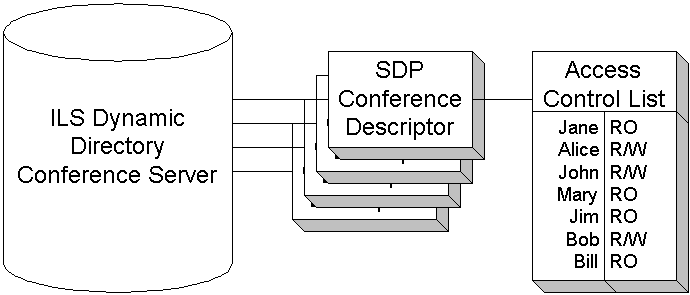 ILS Dynamic
Directory
Conference Server
SDP
Conference
Descriptor
Access
Control List
Jane RO
Alice R/W
John R/W
Mary RO
Jim RO
Bob R/W
Bill RO